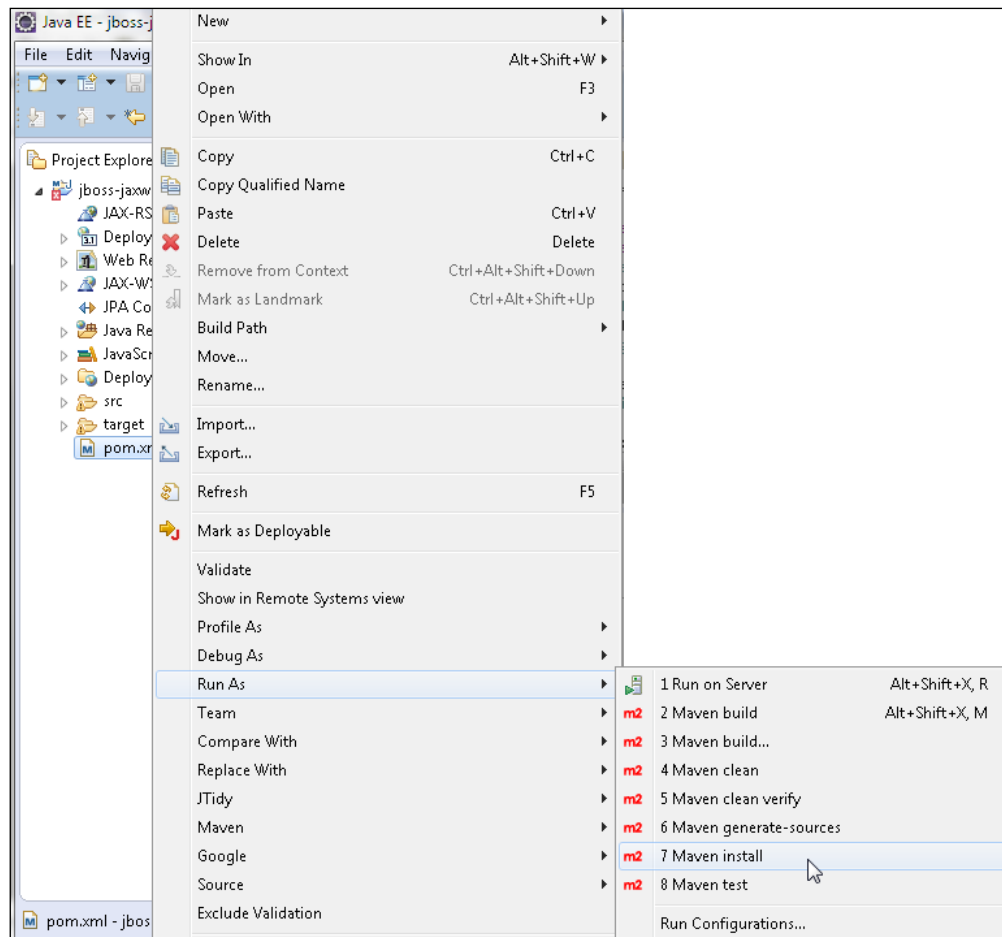 Java EE - jboss-j
File Edit Navig
Project Explore
jboss-jaxw
JAX-RS
3.1 Deploy
Web Re
JAX-W
JPA Co
Java Re
JavaScr
Deploy
src
target
pom.xm
pom.xml - jbos
New
Show In Alt+Shift+W
Open F3
Open With
Copy Ctrl+C
Copy Qualified Name
Paste Ctrl+V
Delete Delete
Remove from Context Ctrl+Alt+Shift+Down
Mark as Landmark Ctrl+Alt+Shift+Up
Build Path
Move...
Rename...
Import...
Export...
Refresh F5
Mark as Deployable
Validate
Show in Remote Systems view
Profile As
Debug As
Run As
Team
Compare With
Replace With
JTidy
Maven
Google
Source
Exclude Validation
1 Run on Server Alt+Shift+X, R
m2 2 Maven build Alt+Shift+X, M
m2 3 Maven build...
m2 4 Maven clean
m2 5 Maven clean verify
m2 6 Maven generate-sources
m2 7 Maven install
m2 8 Maven test
Run Configurations...